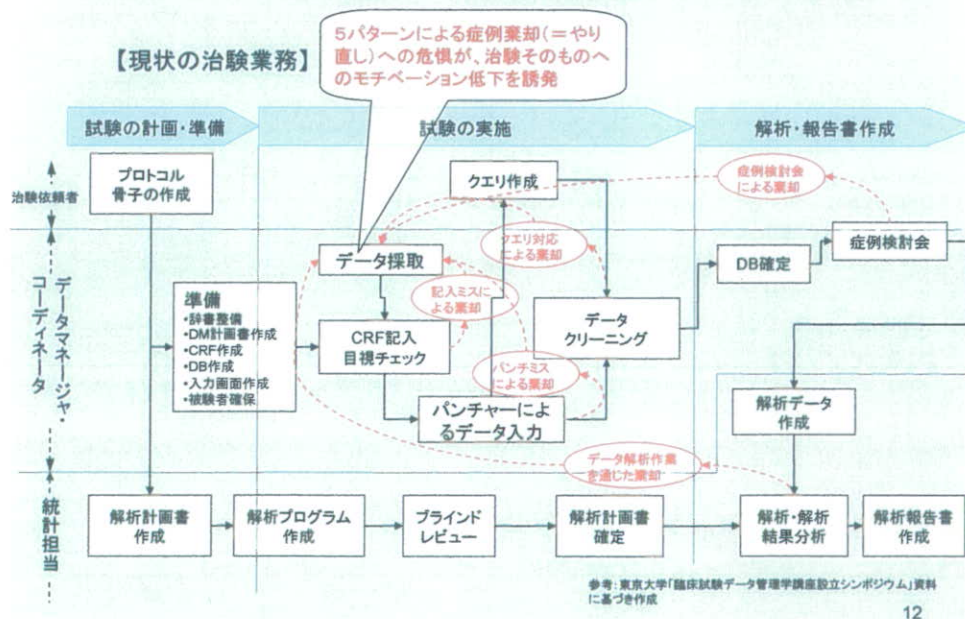 5パターンによる症例棄却(=やり
直し)への危惧が、治験そのものへ
のモチベーション低下を誘発
【現状の治験業務】
試験の計画・準備
試験の実施
解析・報告書作成
治験依頼者
プロトコル
骨子の作成
クエリ作成
症例検討会
による棄却
データマネージャ・
コーディネータ
データ採取
クエリ対応
による棄却
DB確定
症例検討会
準備
・辞書整備
・DM計画書作成
・CRF作成
・DB作成
・入力画面作成
・被験者確保
記入ミスに
よる棄却
CRF記入
目視チェック
データ
クリーニング
パンチミス
による棄却
パンチャーによ
るデータ入力
解析データ
作成
データ解析作業
を通じた棄却
統計担当
解析計画書
作成
解析プログラム
作成
ブラインド
レビュー
解析計画書
確定
解析・解析
結果分析
解析報告書
作成
参考:東京大学「臨床試験データ管理学講座設立シンポジウム」資料
に基づき作成
12